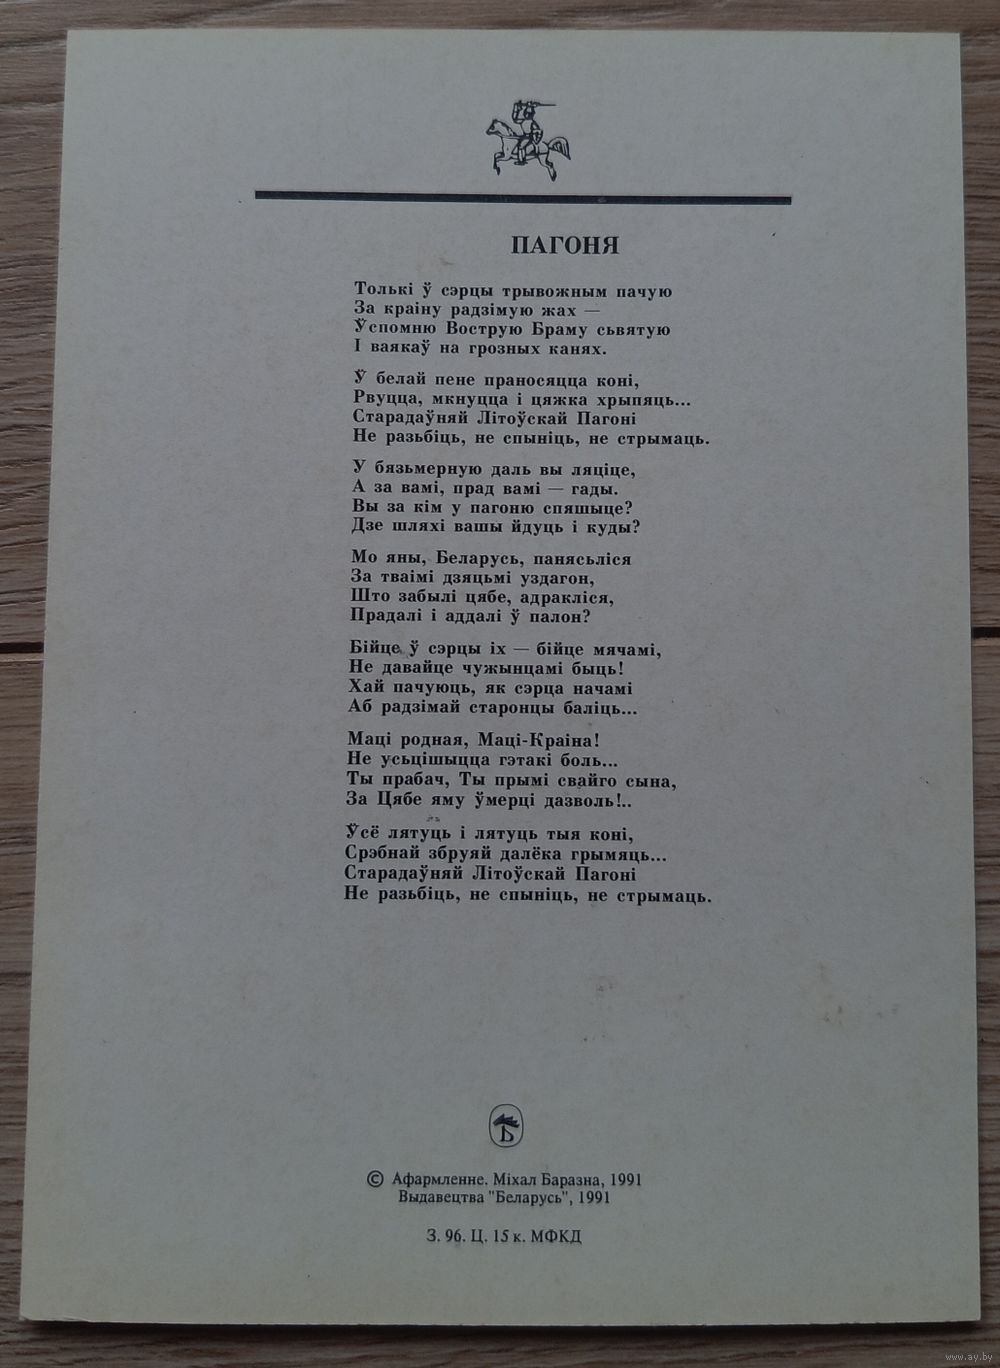 ПАГОНЯ
Толькі ў сэрцы трывожным пачую
За краіну радзімую жах —
Ўспомню Вострую Браму сьвятую
І ваякаў на грозных канях.
Ў белай пене праносяцца коні,
Рвуцца, мкнуцца і цяжка хрыпяць...
Старадаўняй Літоўскай Пагоні
Не разьбіць, не спыніць, не стрымаць.
У бязьмерную даль вы ляціце,
А за вамі, прад вамі — гады.
Вы за кім у пагоню спяшыце?
Дзе шляхі вашы йдуць і куды?
Мо яны, Беларусь, панясьліся
За тваімі дзяцьмі уздагон,
Што забылі цябе, адракліся,
Прадалі і аддалі ў палон?
Бійце ў сэрцы іх — бійце мячамі,
Не давайце чужынцамі быць!
Хай пачуюць, як сэрца начамі
Аб радзімай старонцы баліць...
Маці родная, Маці-Краіна!
Не усьцішыцца гэтакі боль...
Ты прабач, Ты прымі свайго сына,
За Цябе яму ўмерці дазволь!..
Ўсё лятуць і лятуць тыя коні,
Срэбнай збруяй далёка грымяць...
Старадаўняй Літоўскай Пагоні
Не разьбіць, не спыніць, не стрымаць.
Б
© Афармленне. Міхал Баразна, 1991
Выдавецтва "Беларусь", 1991
З. 96. Ц. 15 к. МФКД
www.ay.by